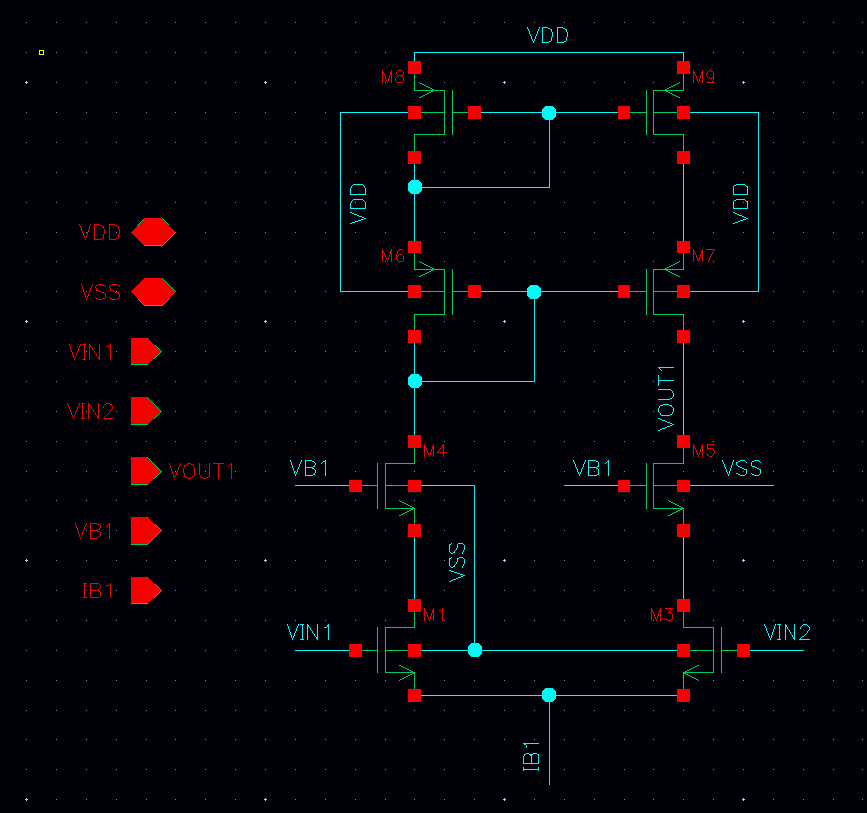 VDD
M8
M9
VDD
VDD
VDD
M6
M7
VSS
VIN1
VOUT1
VIN2
M4
M5
VB1
VB1
VSS
VOUT1
VB1
VSS
IB1
M1
M3
VIN1
VIN2
IB1